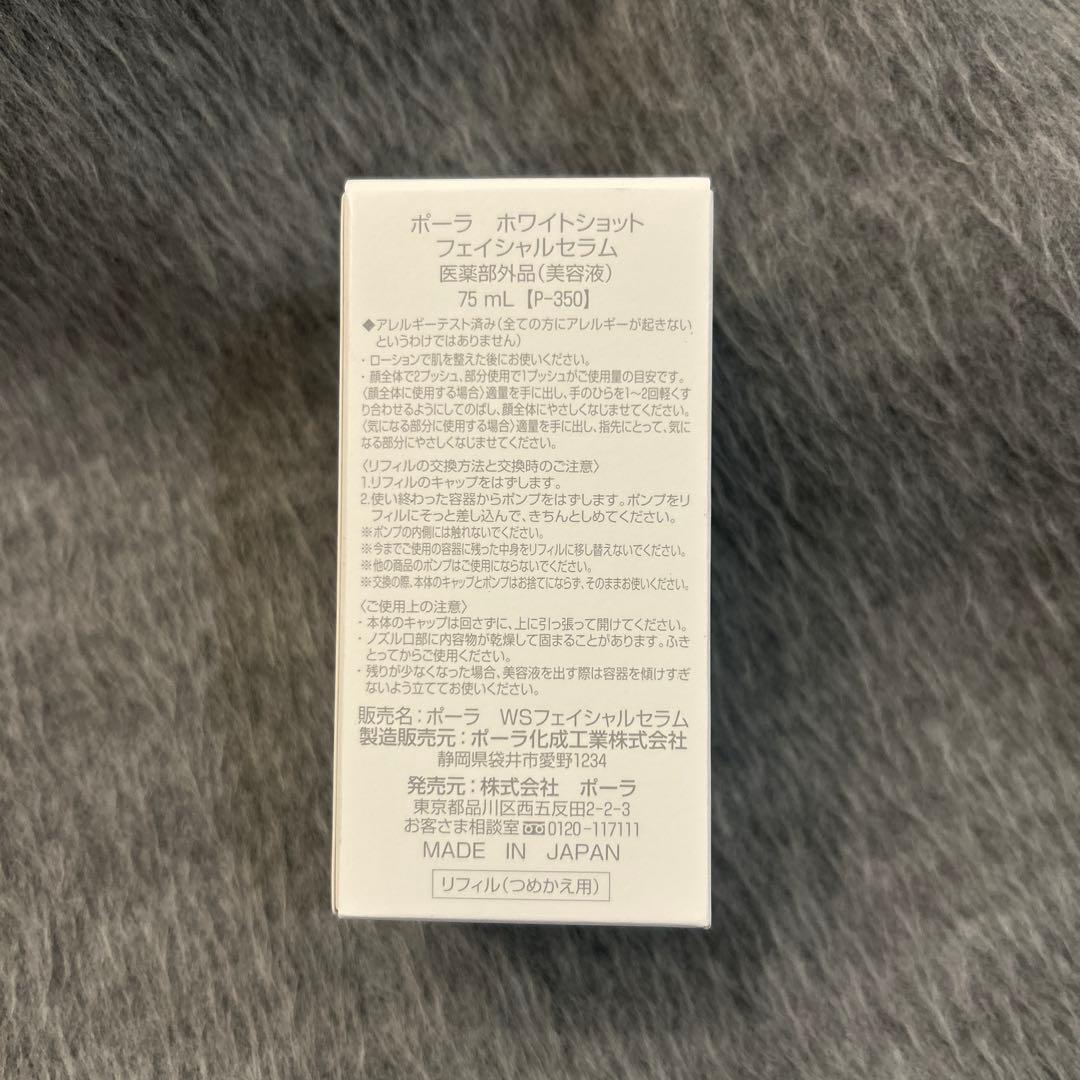 ポーラ ホワイトショット
フェイシャルセラム
医薬部外品(美容液)
75 mL【P-350】
◆アレルギーテスト済み(全ての方にアレルギーが起きない
というわけではありません)
・ローションで肌を整えた後にお使いください。
・顔全体で2プッシュ、部分使用で1プッシュがご使用量の目安です。
〈顔全体に使用する場合〉適量を手に出し、手のひらを1〜2回軽くす
り合わせるようにしてのばし、顔全体にやさしくなじませてください。
〈気になる部分に使用する場合〉適量を手に出し、指先にとって、気に
なる部分にやさしくなじませてください。
〈リフィルの交換方法と交換時のご注意〉
1.リフィルのキャップをはずします。
2.使い終わった容器からポンプをはずします。ポンプをリ
フィルにそっと差し込んで、きちんとしめてください。
※ポンプの内側には触れないでください。
※今までご使用の容器に残った中身をリフィルに移し替えないでください。
※他の商品のポンプはご使用にならないでください。
※交換の際、本体のキャップとポンプはお捨てにならず、そのままお使いください。
〈ご使用上の注意〉
・本体のキャップは回さずに、上に引っ張って開けてください。
・ノズル口部に内容物が乾燥して固まることがあります。ふき
とってからご使用ください。
・残りが少なくなった場合、美容液を出す際は容器を傾けすぎ
ないよう立ててお使いください。
販売名:ポーラ WSフェイシャルセラム
製造販売元:ポーラ化成工業株式会社
静岡県袋井市愛野1234
発売元:株式会社 ポーラ
東京都品川区西五反田2-2-3
お客さま相談室 0120-117111
MADE IN JAPAN
リフィル(つめかえ用)